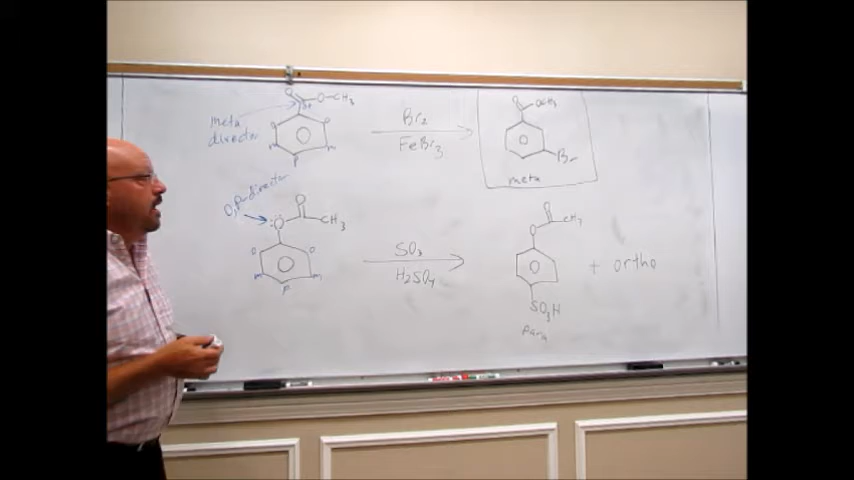 O
O-CH₃
δ+
meta
director
o
o
m
m
p
Br₂
FeBr₃
O
OCH₃
Br
meta
o,p-director
O
:O:
CH₃
o
o
m
m
p
SO₃
H₂SO₄
O
O
CH₃
SO₃H
para
+ ortho